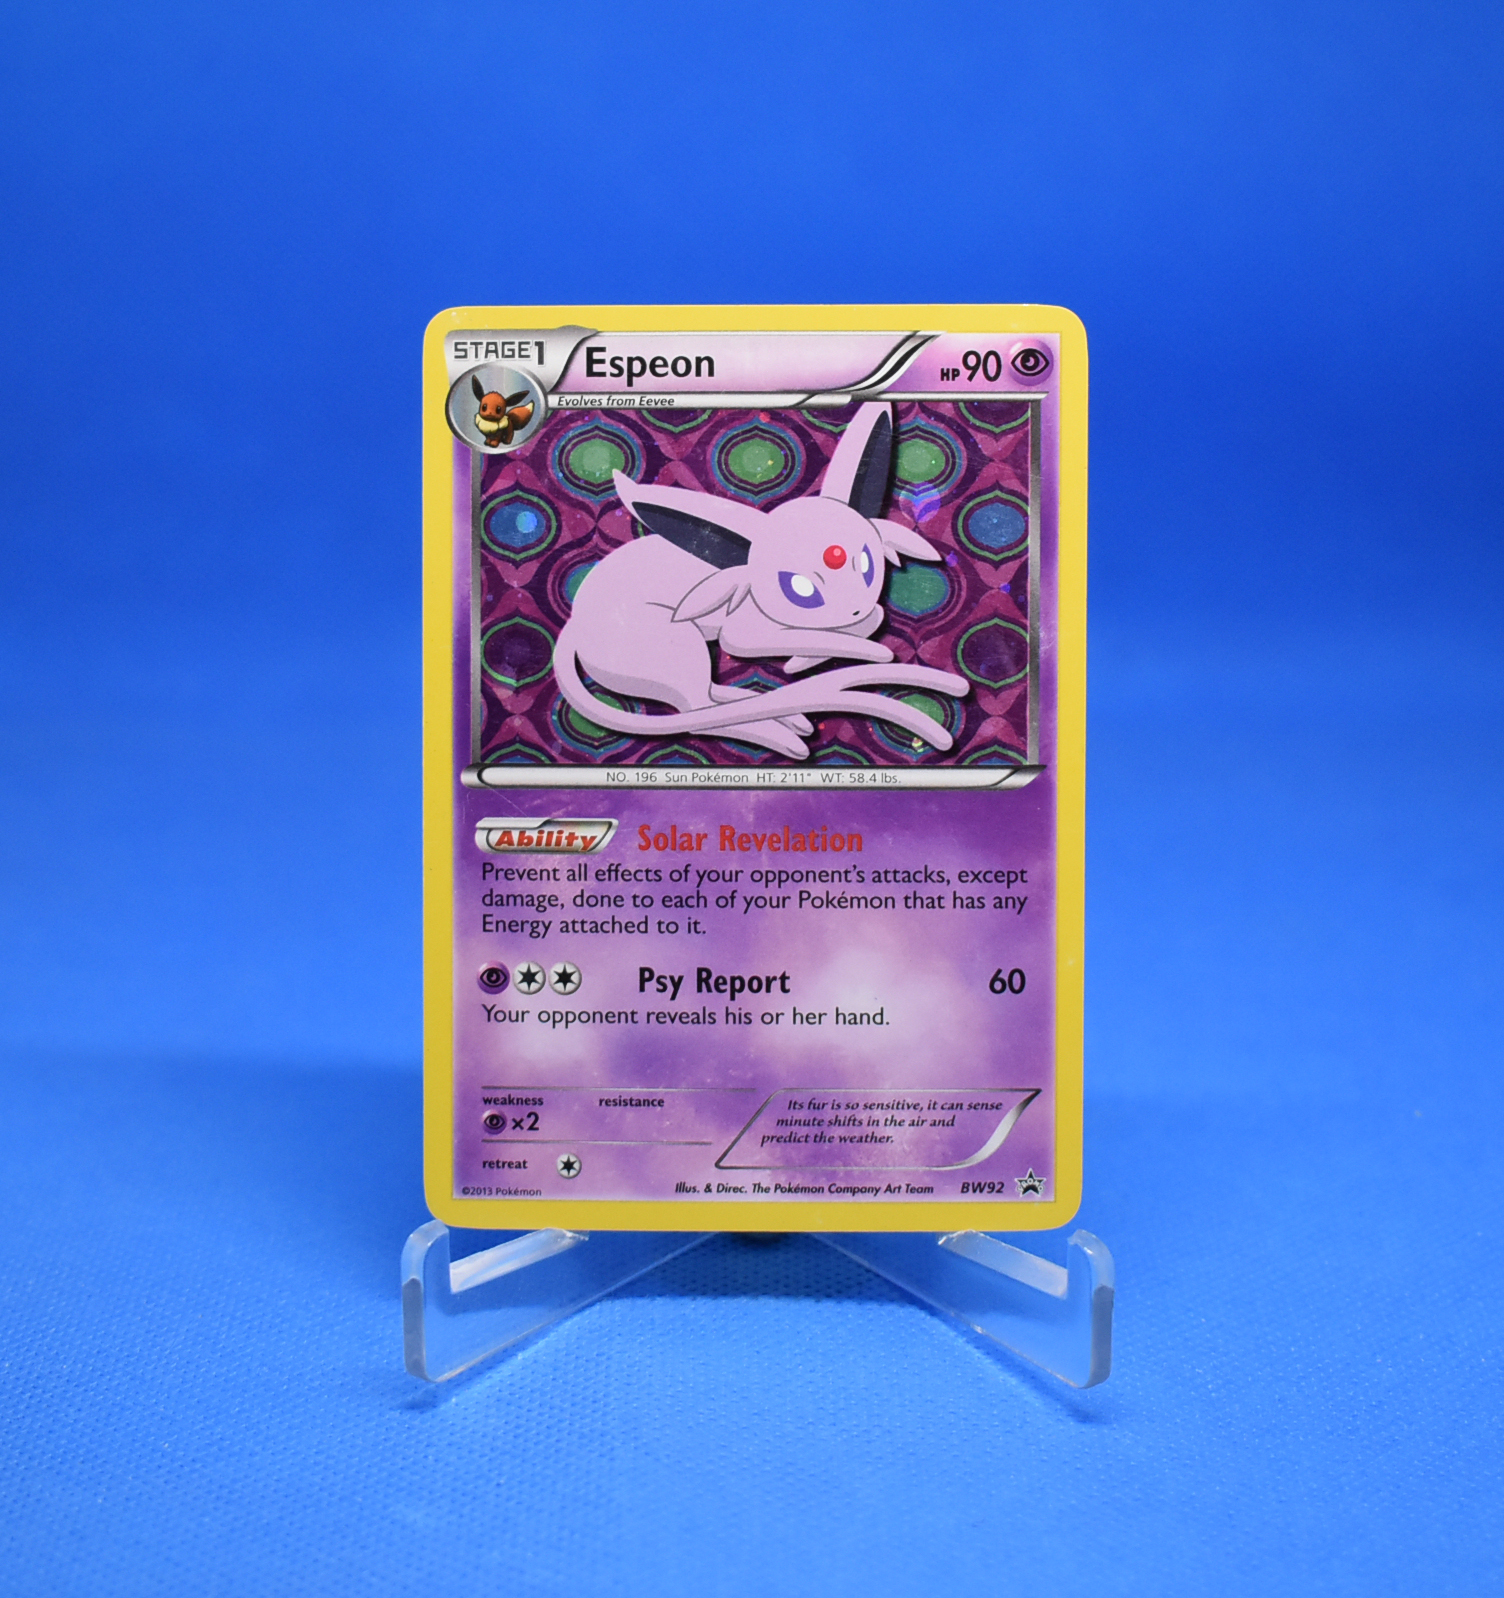 STAGE1
Espeon
HP90
Evolves from Eevee
NO. 196 Sun Pokémon HT: 2'11" WT: 58.4 lbs.
Ability Solar Revelation
Prevent all effects of your opponent's attacks, except
damage, done to each of your Pokémon that has any
Energy attached to it.
Psy Report 60
Your opponent reveals his or her hand.
weakness resistance
×2
Its fur is so sensitive, it can sense
minute shifts in the air and
predict the weather.
retreat
©2013 Pokémon
Illus. & Direc. The Pokémon Company Art Team
BW92